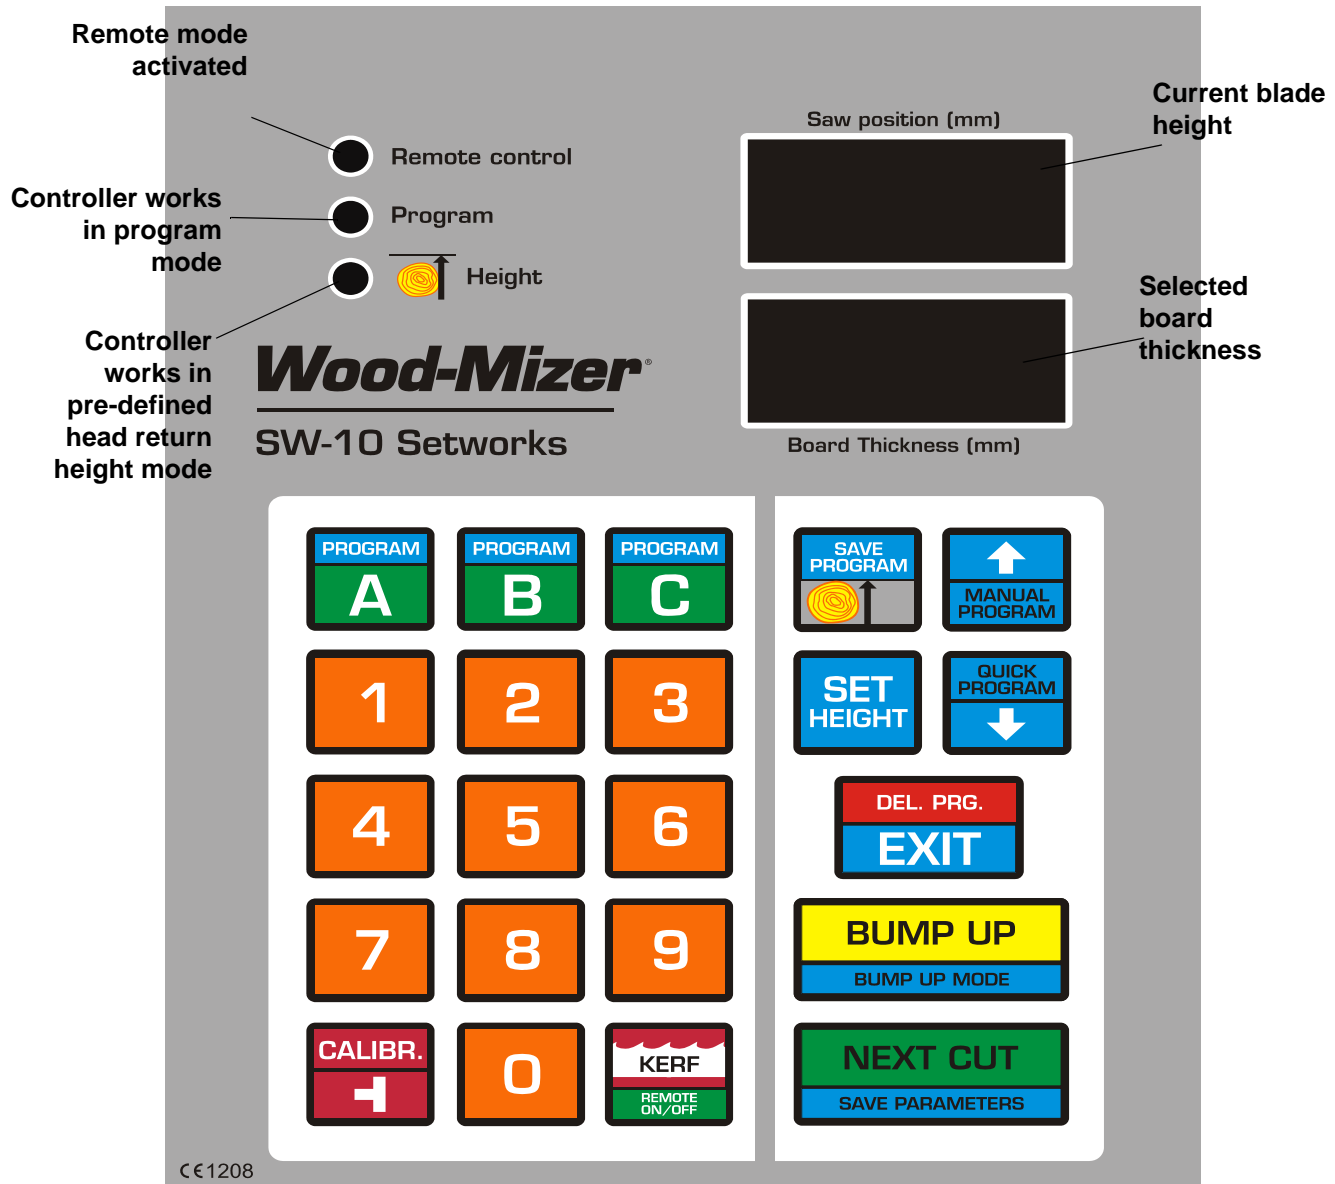 Remote mode
activated
Controller works
in program
mode
Controller
works in
pre-defined
head return
height mode
Remote control
Program
Height
Wood-Mizer®
SW-10 Setworks
Saw position (mm)
Board Thickness (mm)
Current blade
height
Selected
board
thickness
PROGRAM
A
PROGRAM
B
PROGRAM
C
SAVE
PROGRAM
MANUAL
PROGRAM
1
2
3
SET
HEIGHT
QUICK
PROGRAM
4
5
6
DEL. PRG.
EXIT
7
8
9
BUMP UP
BUMP UP MODE
CALIBR.
0
KERF
REMOTE
ON/OFF
NEXT CUT
SAVE PARAMETERS
CE1208